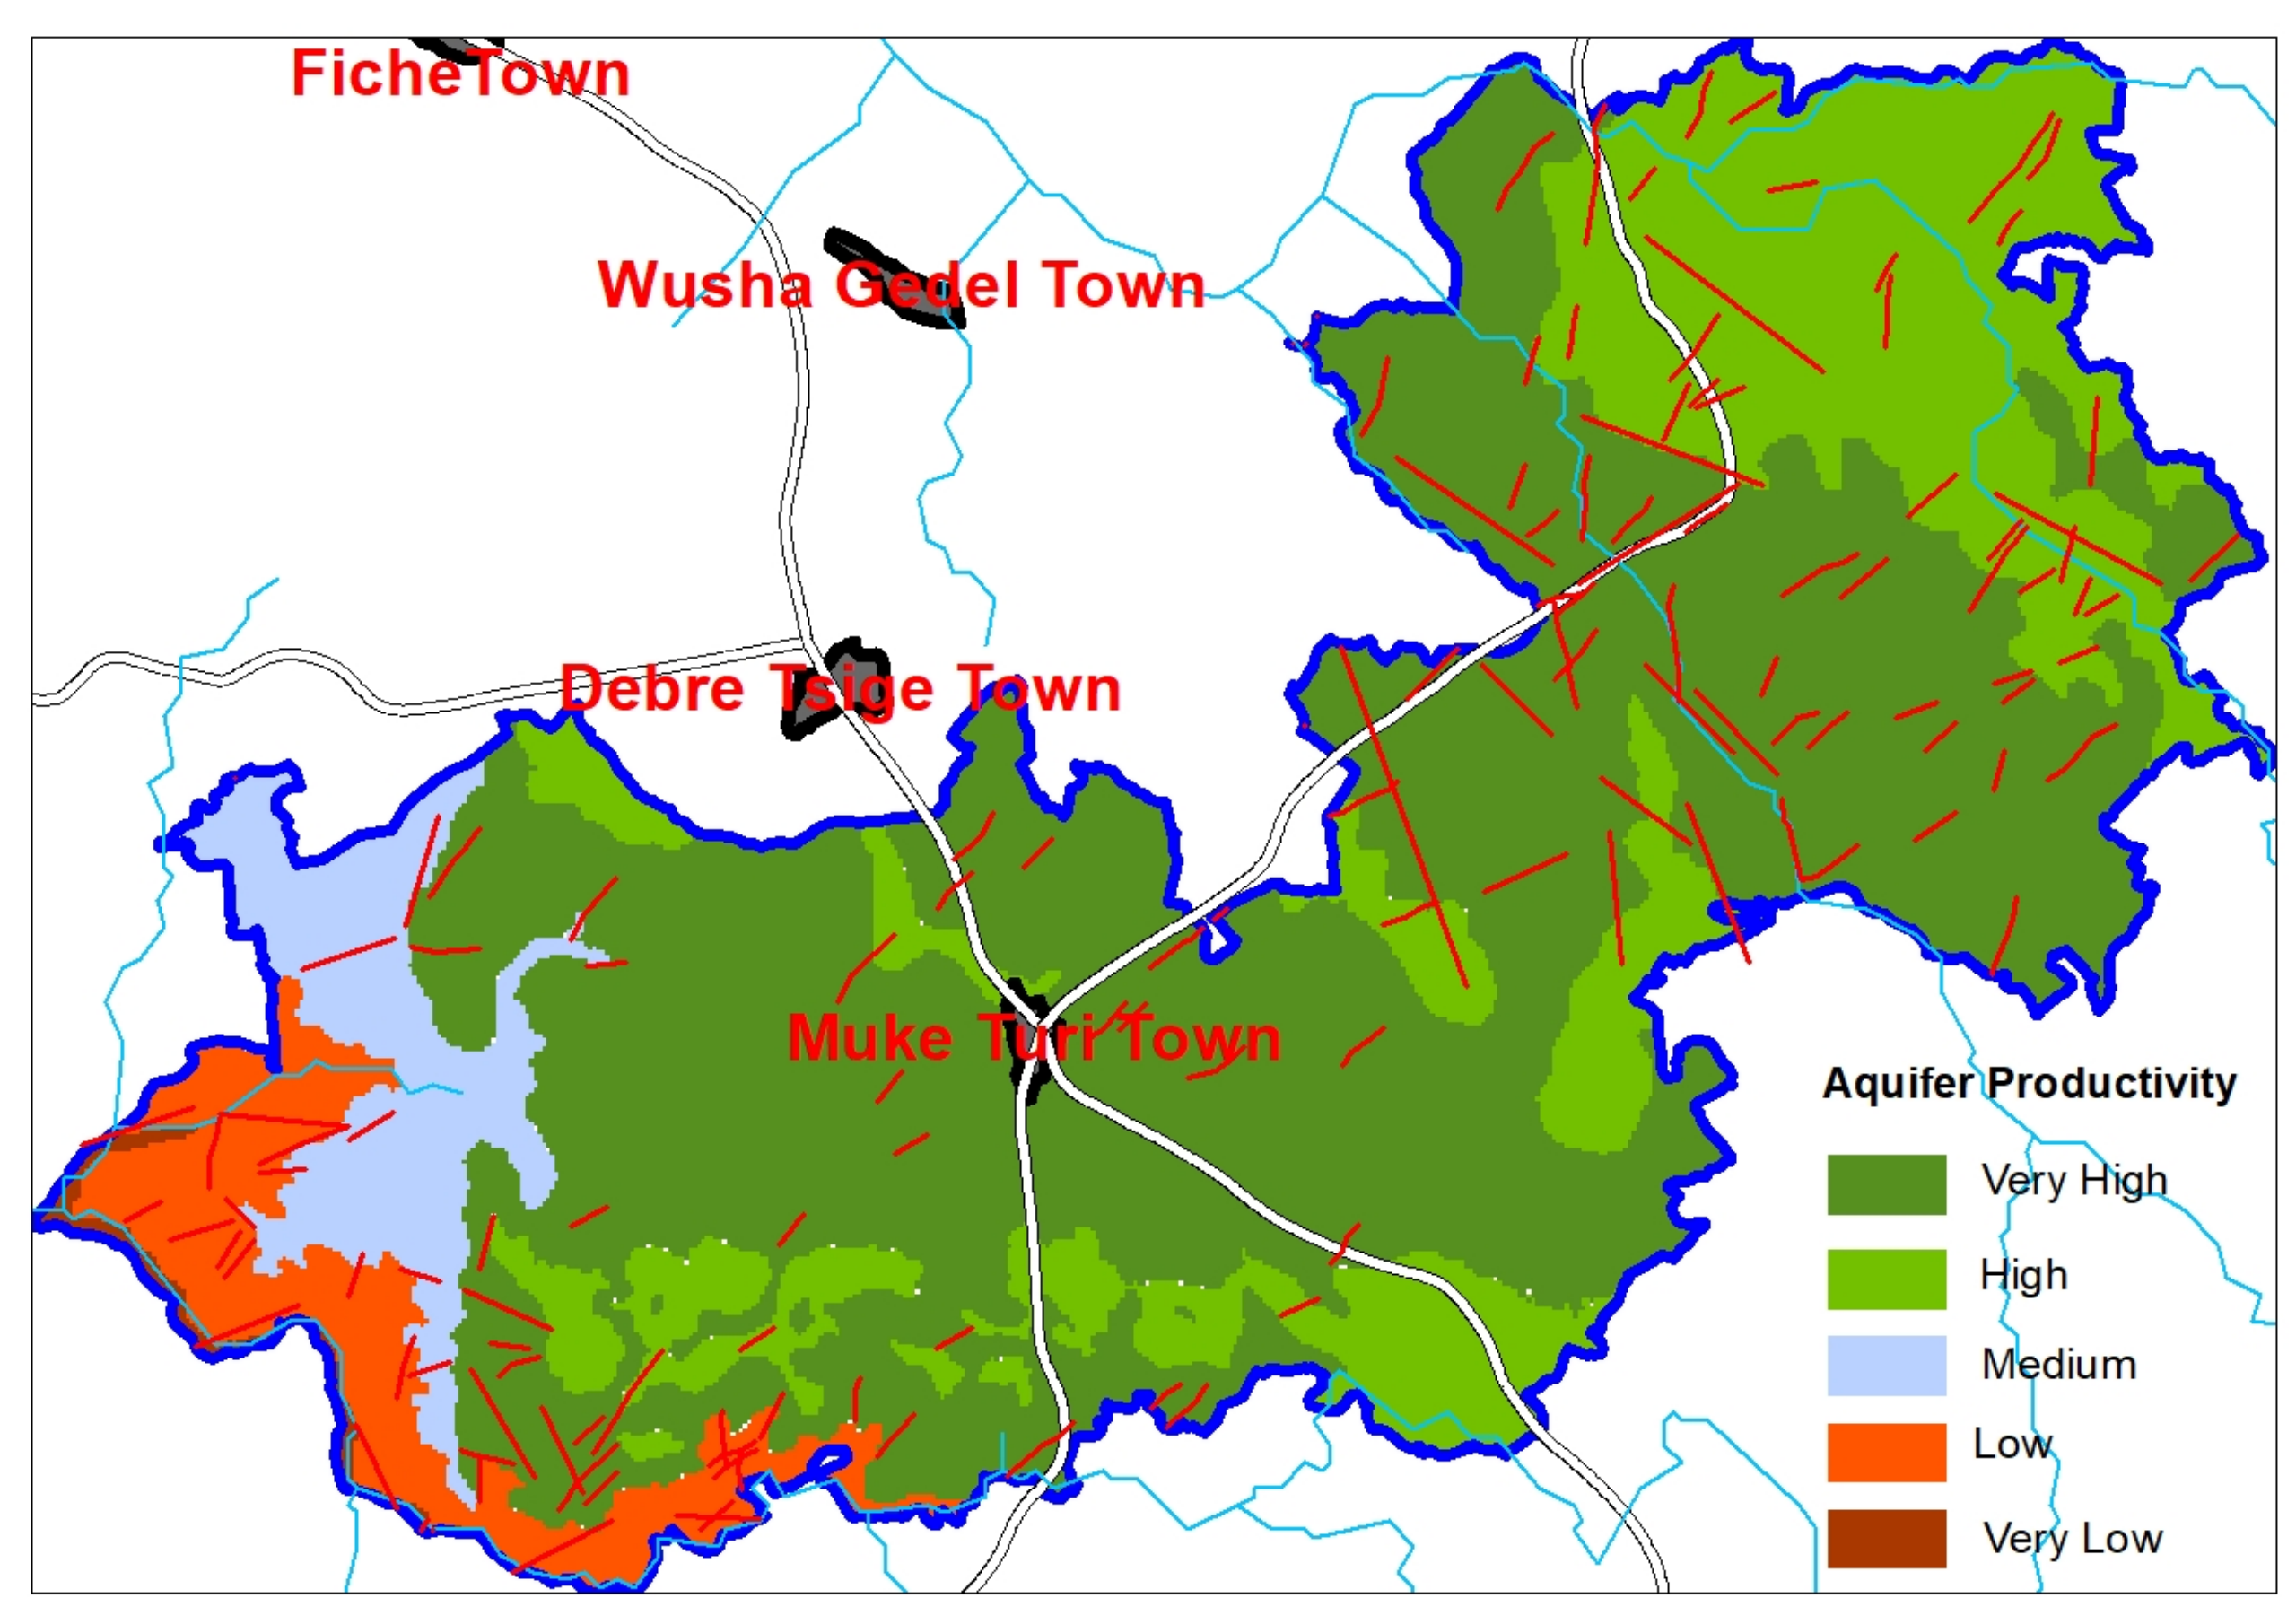 FicheTown
Wusha Gedel Town
Debre Tsige Town
Muke Turi Town
Aquifer Productivity
Very High
High
Medium
Low
Very Low